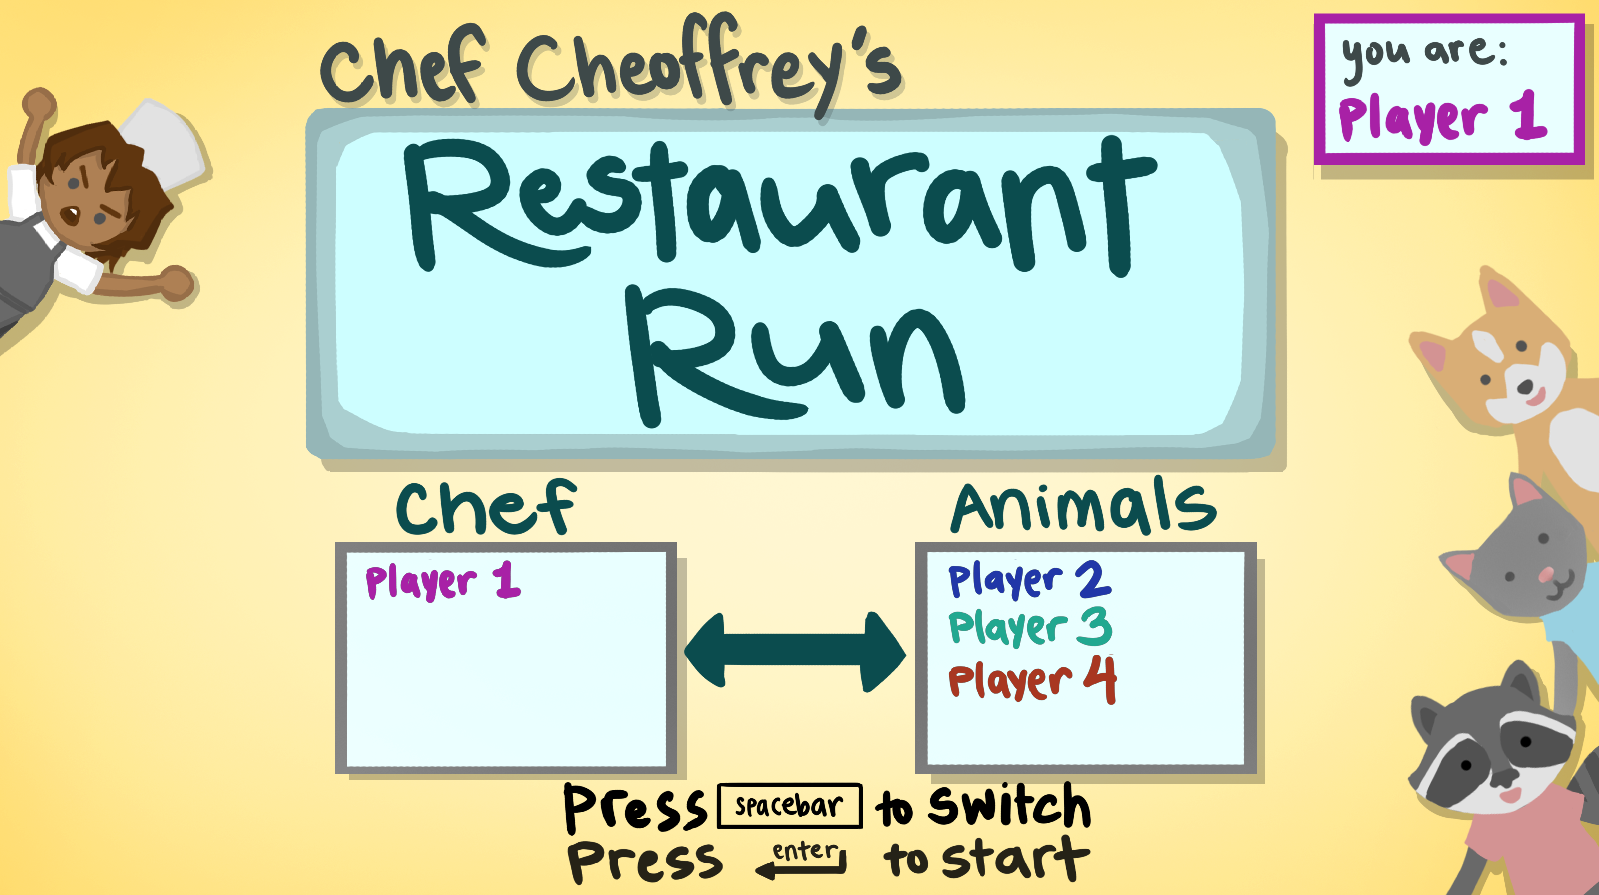 Chef Cheoffrey's
Restaurant
Run
you are:
Player 1
Chef
Player 1
Animals
Player 2
Player 3
Player 4
Press spacebar to switch
Press enter to start